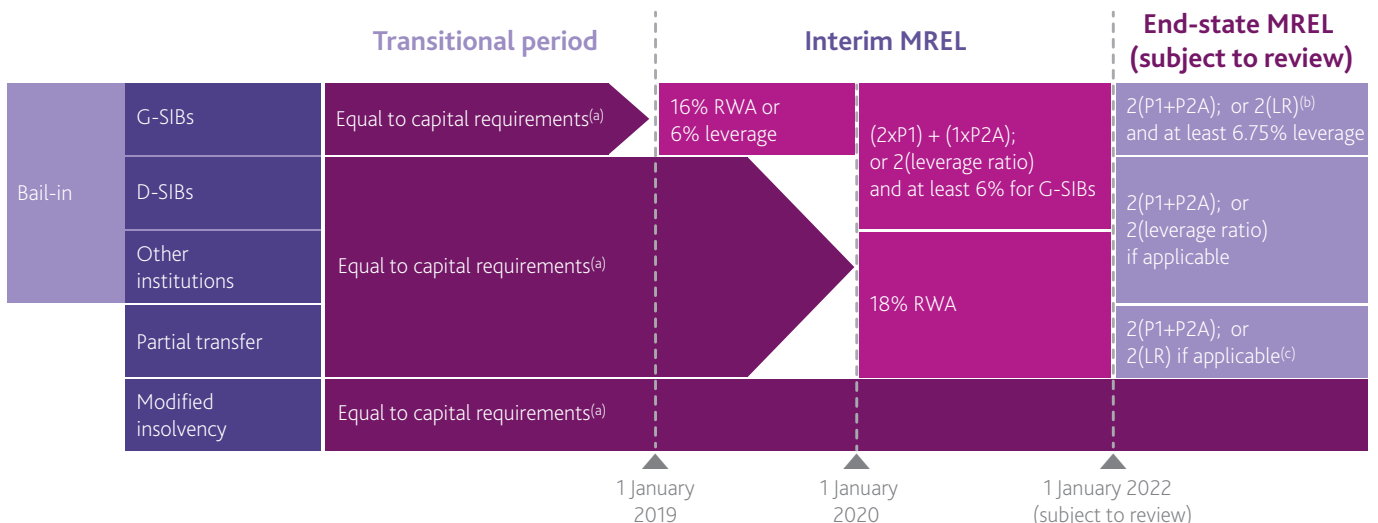 Transitional period
Interim MREL
End-state MREL
(subject to review)
Bail-in
G-SIBs
Equal to capital requirements(a)
16% RWA or
6% leverage
(2xP1) + (1xP2A);
or 2(leverage ratio)
and at least 6% for G-SIBs
2(P1+P2A);  or 2(LR)(b)
and at least 6.75% leverage
D-SIBs
Other
institutions
Equal to capital requirements(a)
18% RWA
2(P1+P2A);  or
2(leverage ratio)
if applicable
Partial transfer
2(P1+P2A);  or
2(LR) if applicable(c)
Modified
insolvency
Equal to capital requirements(a)
1 January
2019
1 January
2020
1 January 2022
(subject to review)